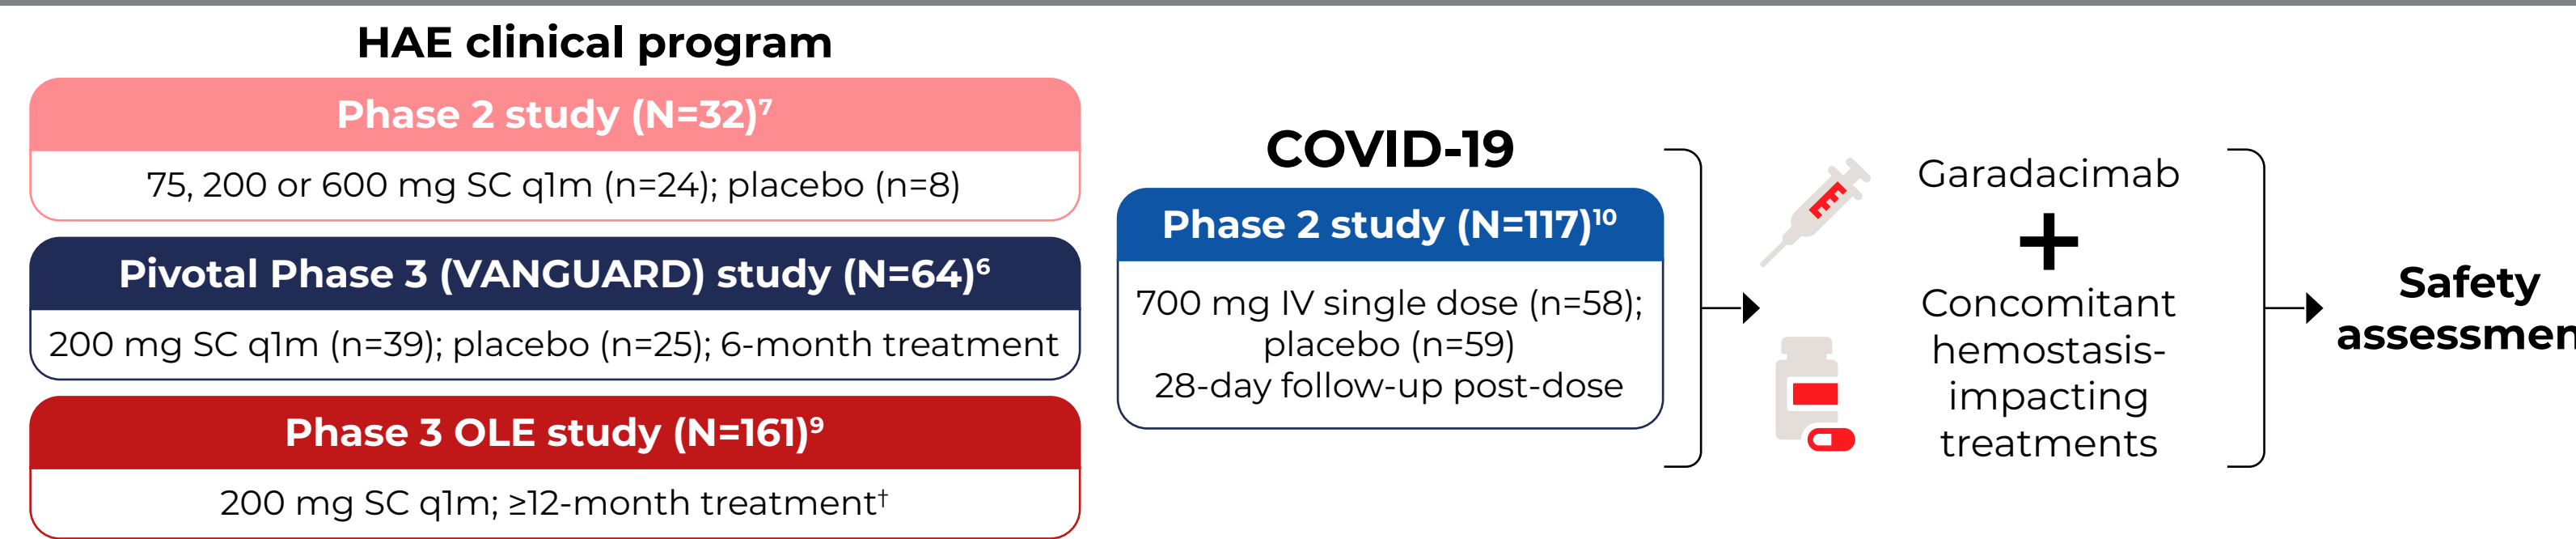 HAE clinical program
Phase 2 study (N=32)⁷
75, 200 or 600 mg SC q1m (n=24); placebo (n=8)
Pivotal Phase 3 (VANGUARD) study (N=64)⁶
200 mg SC q1m (n=39); placebo (n=25); 6-month treatment
Phase 3 OLE study (N=161)⁹
200 mg SC q1m; ≥12-month treatment†
COVID-19
Phase 2 study (N=117)¹⁰
700 mg IV single dose (n=58);
placebo (n=59)
28-day follow-up post-dose
Garadacimab
+
Concomitant
hemostasis-
impacting
treatments
Safety
assessmen